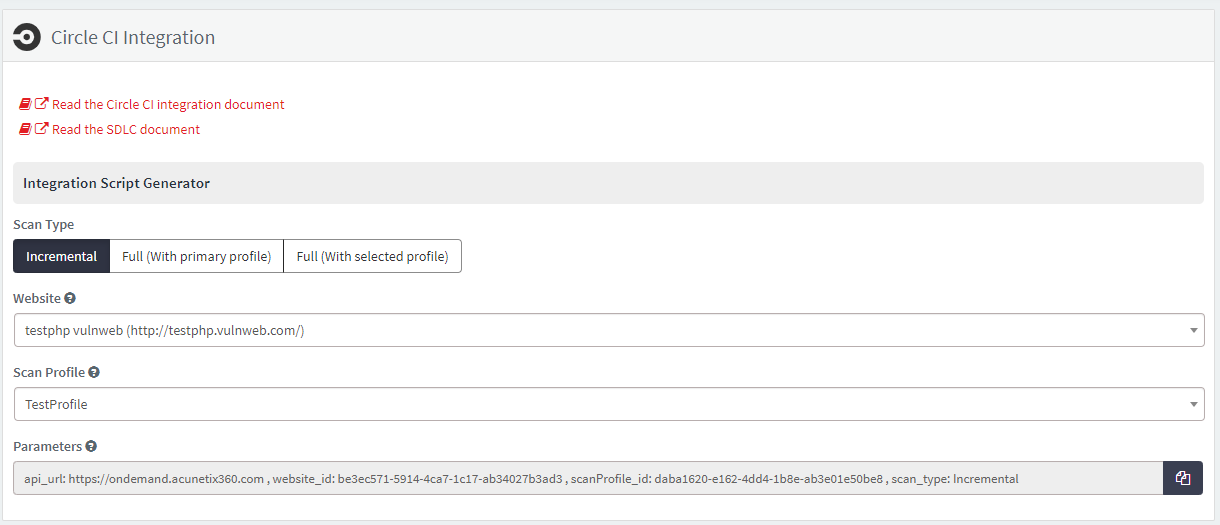 Circle CI Integration
Read the Circle CI integration document
Read the SDLC document
Integration Script Generator
Scan Type
Incremental Full (With primary profile) Full (With selected profile)
Website
testphp vulnweb (http://testphp.vulnweb.com/)
Scan Profile
TestProfile
Parameters
api_url: https://ondemand.acunetix360.com , website_id: be3ec571-5914-4ca7-1c17-ab34027b3ad3 , scanProfile_id: daba1620-e162-4dd4-1b8e-ab3e01e50be8 , scan_type: Incremental